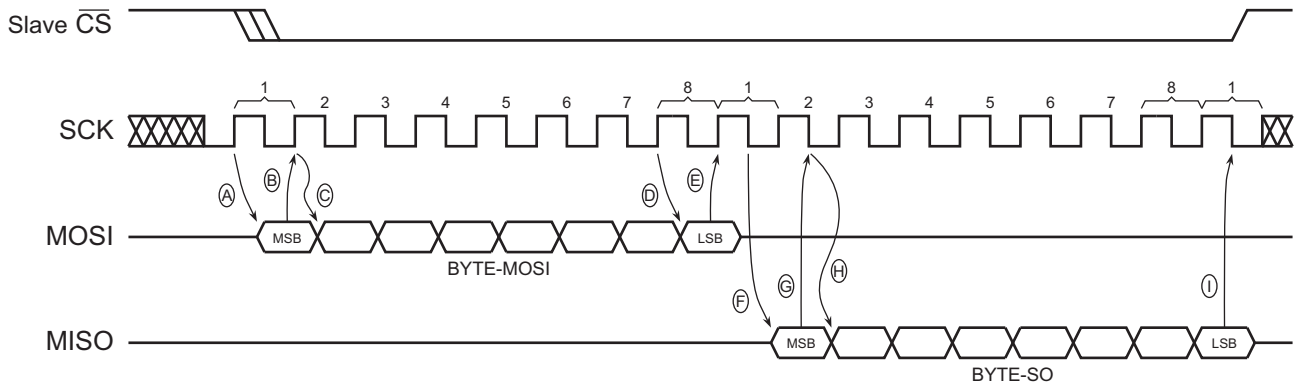 Slave C̅S̅
1 2 3 4 5 6 7 8 1 2 3 4 5 6 7 8 1
SCK
A B C D E
MOSI MSB LSB
BYTE-MOSI
F G H I
MISO MSB LSB
BYTE-SO